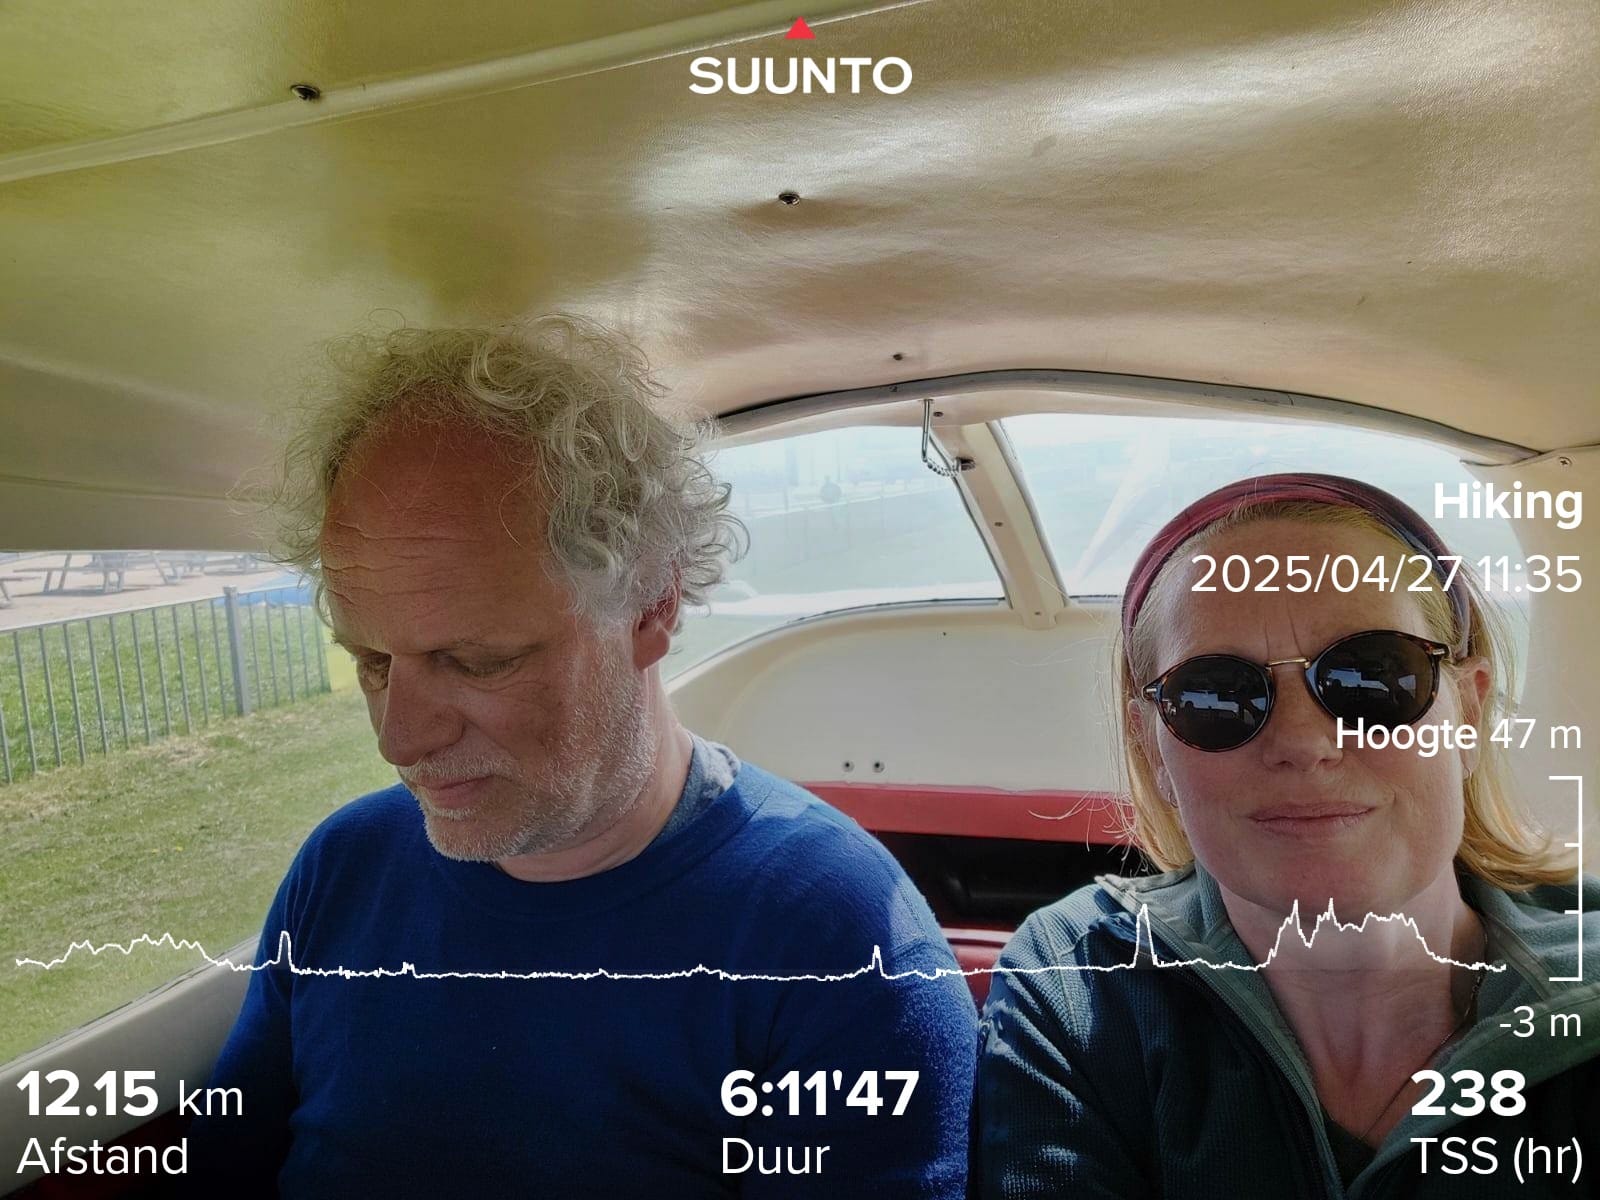 SUUNTO
Hiking
2025/04/27 11:35
Hoogte 47 m
-3 m
12.15 km
Afstand
6:11'47
Duur
238
TSS (hr)